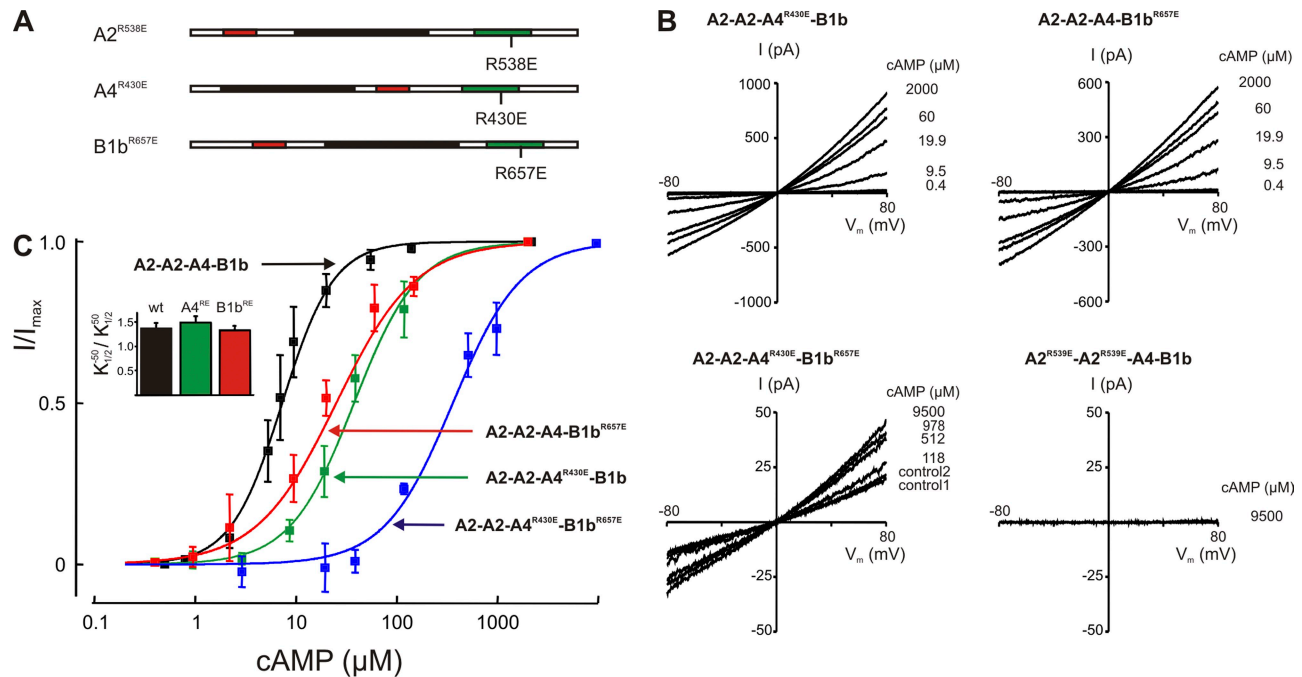 A
A2R538E
R538E
A4R430E
R430E
B1bR657E
R657E
B
A2-A2-A4R430E-B1b
I (pA)
cAMP (µM)
1000
2000
60
500
19.9
9.5
0.4
-80
80
Vm (mV)
-500
-1000
A2-A2-A4-B1bR657E
I (pA)
cAMP (µM)
600
2000
60
300
19.9
9.5
0.4
-80
80
Vm (mV)
-300
-600
A2-A2-A4R430E-B1bR657E
I (pA)
cAMP (µM)
50
9500
978
512
25
118
control2
control1
-80
80
Vm (mV)
-25
-50
A2R539E-A2R539E-A4-B1b
I (pA)
50
25
cAMP (µM)
9500
-80
80
Vm (mV)
-25
-50
C
1.0
0.5
0
I/Imax
A2-A2-A4-B1b
wt A4RE B1bRE
1.5
1.0
0.5
K1/2-50 / K1/250
A2-A2-A4-B1bR657E
A2-A2-A4R430E-B1b
A2-A2-A4R430E-B1bR657E
0.1 1 10 100 1000
cAMP (µM)